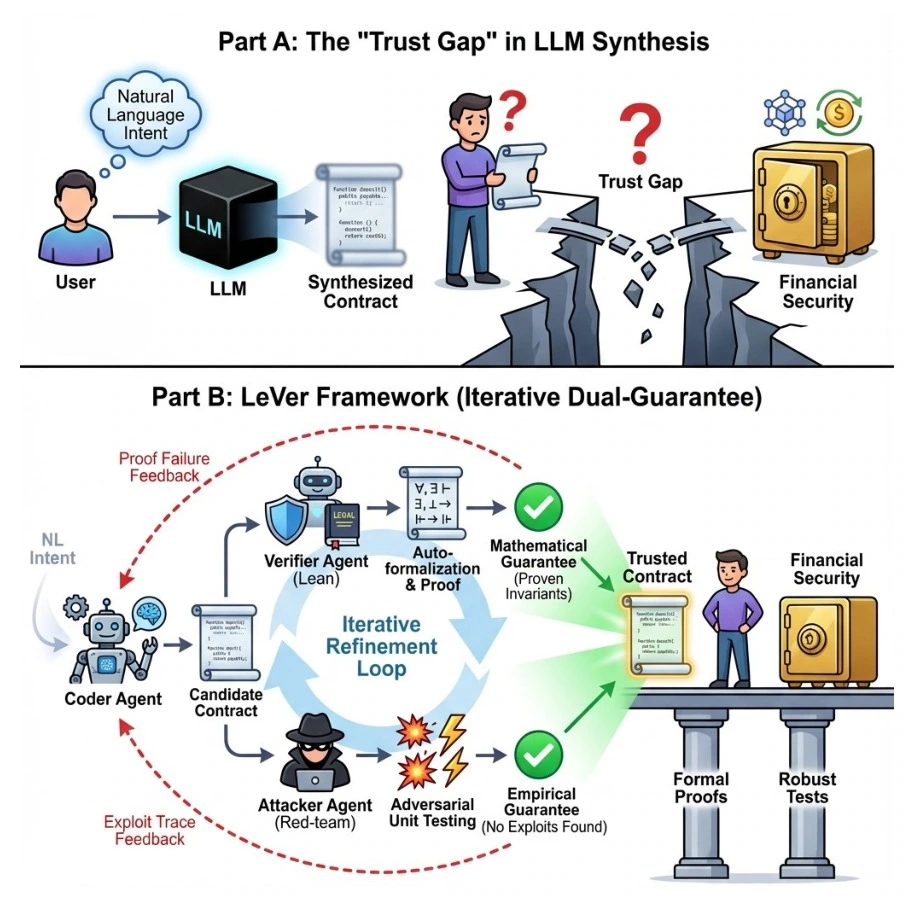 Part A: The "Trust Gap" in LLM Synthesis
Natural
Language
Intent
User
LLM
LLM
Synthesized
Contract
?
?
Trust Gap
$
Financial
Security
Part B: LeVer Framework (Iterative Dual-Guarantee)
Proof Failure
Feedback
NL
Intent
Coder Agent
Candidate
Contract
LEGAL
Verifier Agent
(Lean)
Auto-
formalization
& Proof
Mathematical
Guarantee
(Proven
Invariants)
Iterative
Refinement
Loop
Attacker Agent
(Red-team)
Adversarial
Unit Testing
Empirical
Guarantee
(No Exploits Found)
Exploit Trace
Feedback
Trusted
Contract
Financial
Security
Formal
Proofs
Robust
Tests